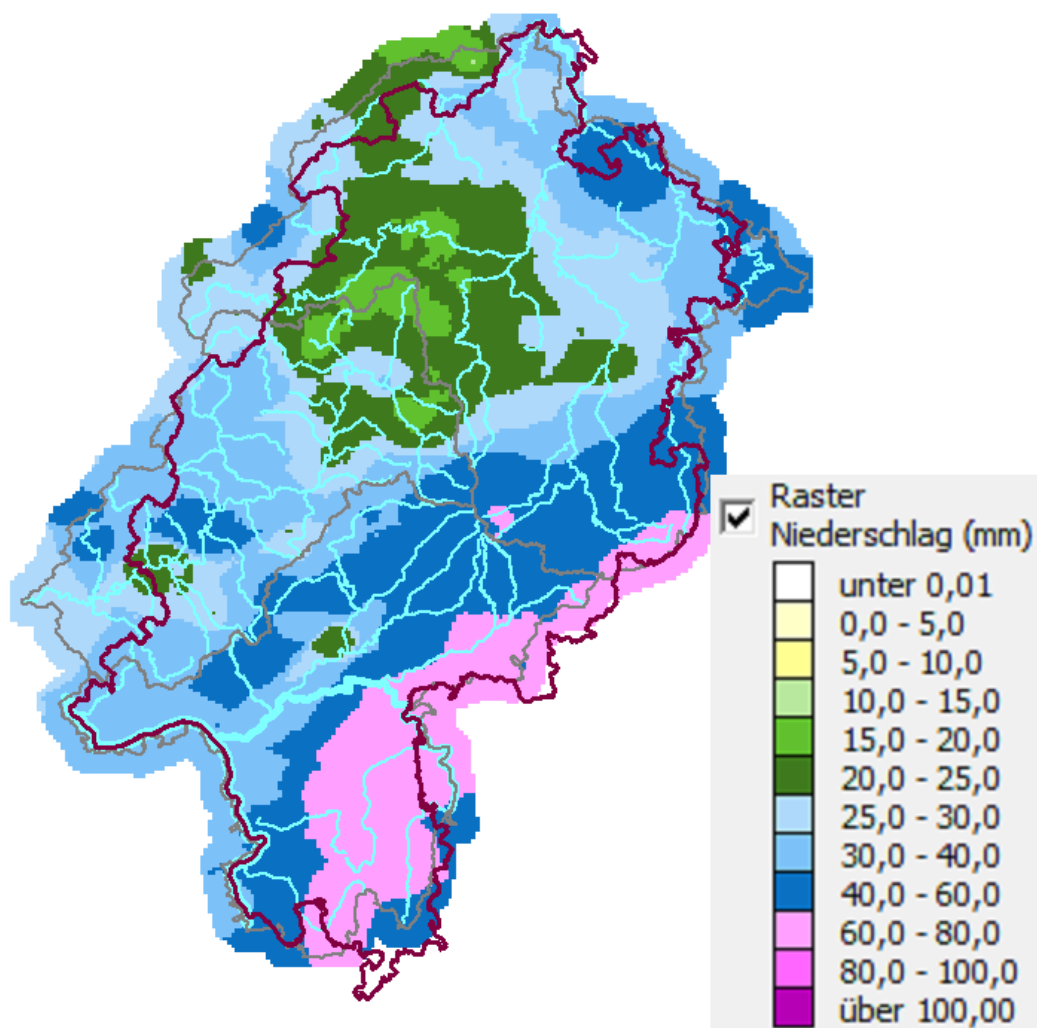 Raster
Niederschlag (mm)
unter 0,01
0,0 - 5,0
5,0 - 10,0
10,0 - 15,0
15,0 - 20,0
20,0 - 25,0
25,0 - 30,0
30,0 - 40,0
40,0 - 60,0
60,0 - 80,0
80,0 - 100,0
über 100,00